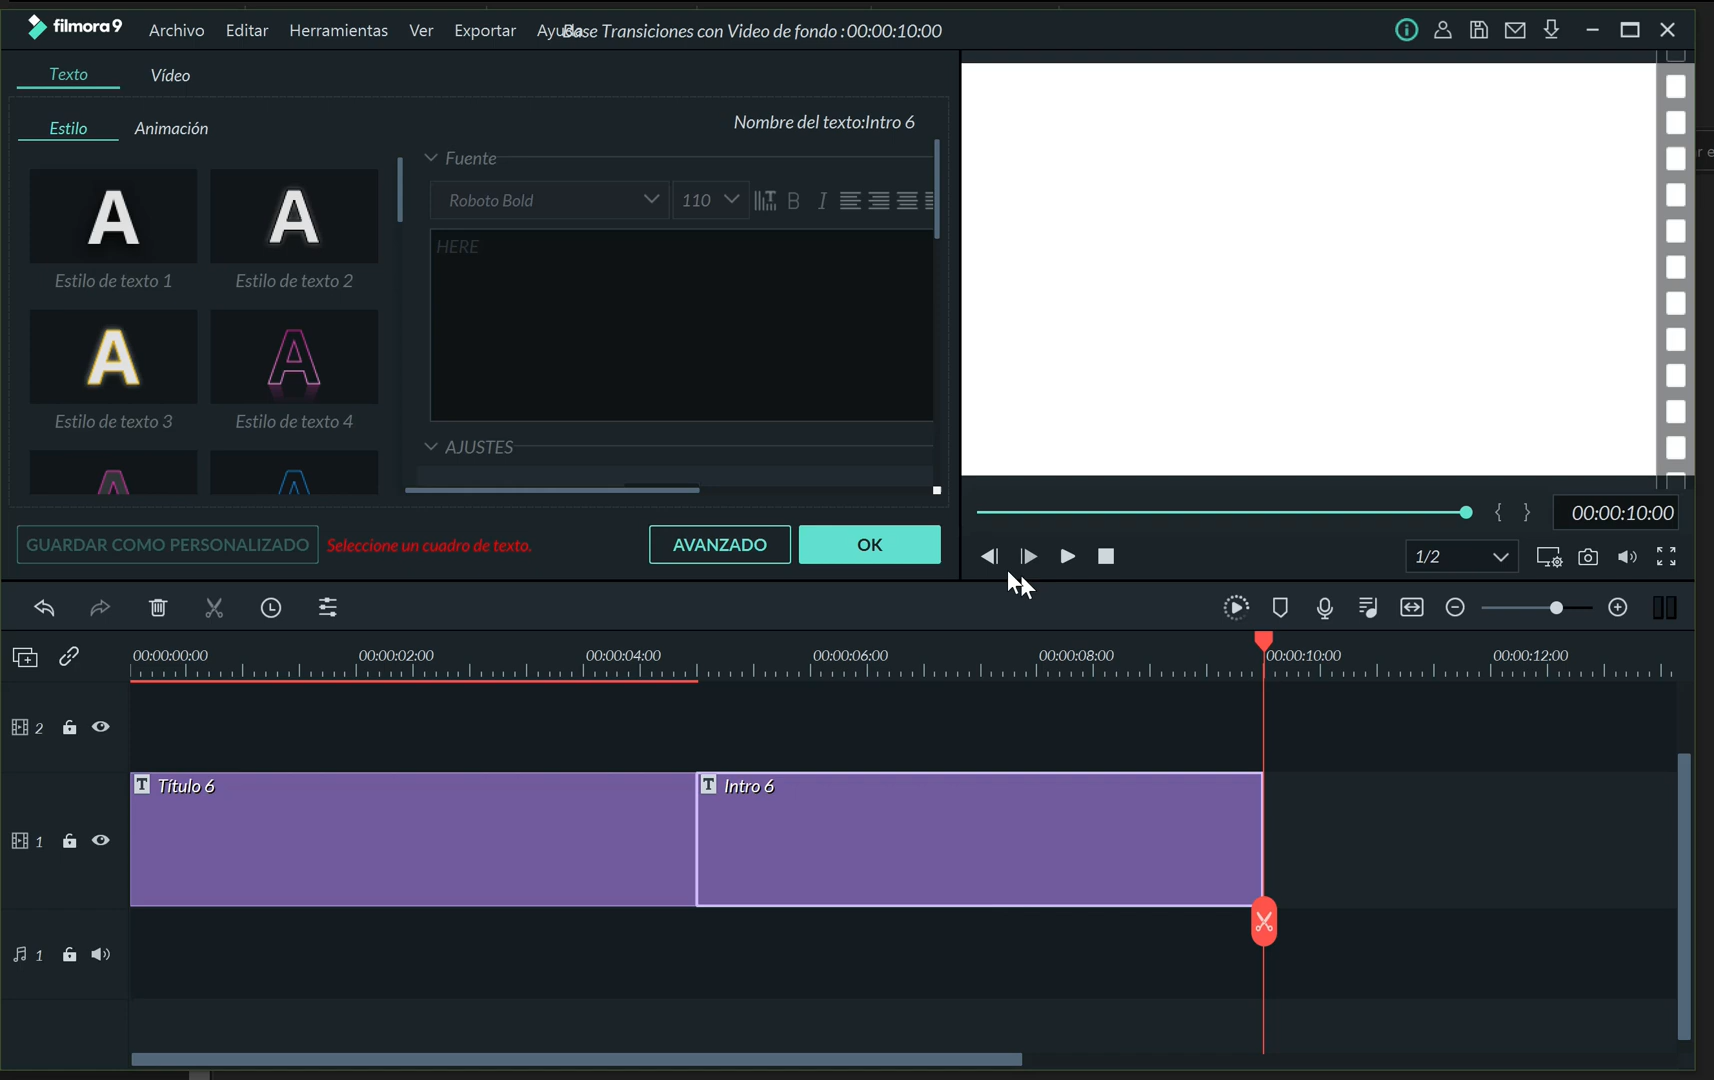 filmora9 Archivo Editar Herramientas Ver Exportar Ayuda Base Transiciones con Video de fondo : 00:00:10:00
Texto Vídeo
Estilo Animación Nombre del texto:Intro 6
Fuente
Roboto Bold 110 B I
HERE
A A
Estilo de texto 1 Estilo de texto 2
A A
Estilo de texto 3 Estilo de texto 4
AJUSTES
A A
GUARDAR COMO PERSONALIZADO Seleccione un cuadro de texto. AVANZADO OK
{ } 00:00:10:00
1/2
00:00:00:00 00:00:02:00 00:00:04:00 00:00:06:00 00:00:08:00 00:00:10:00 00:00:12:00
2
T Título 6 T Intro 6
1
1